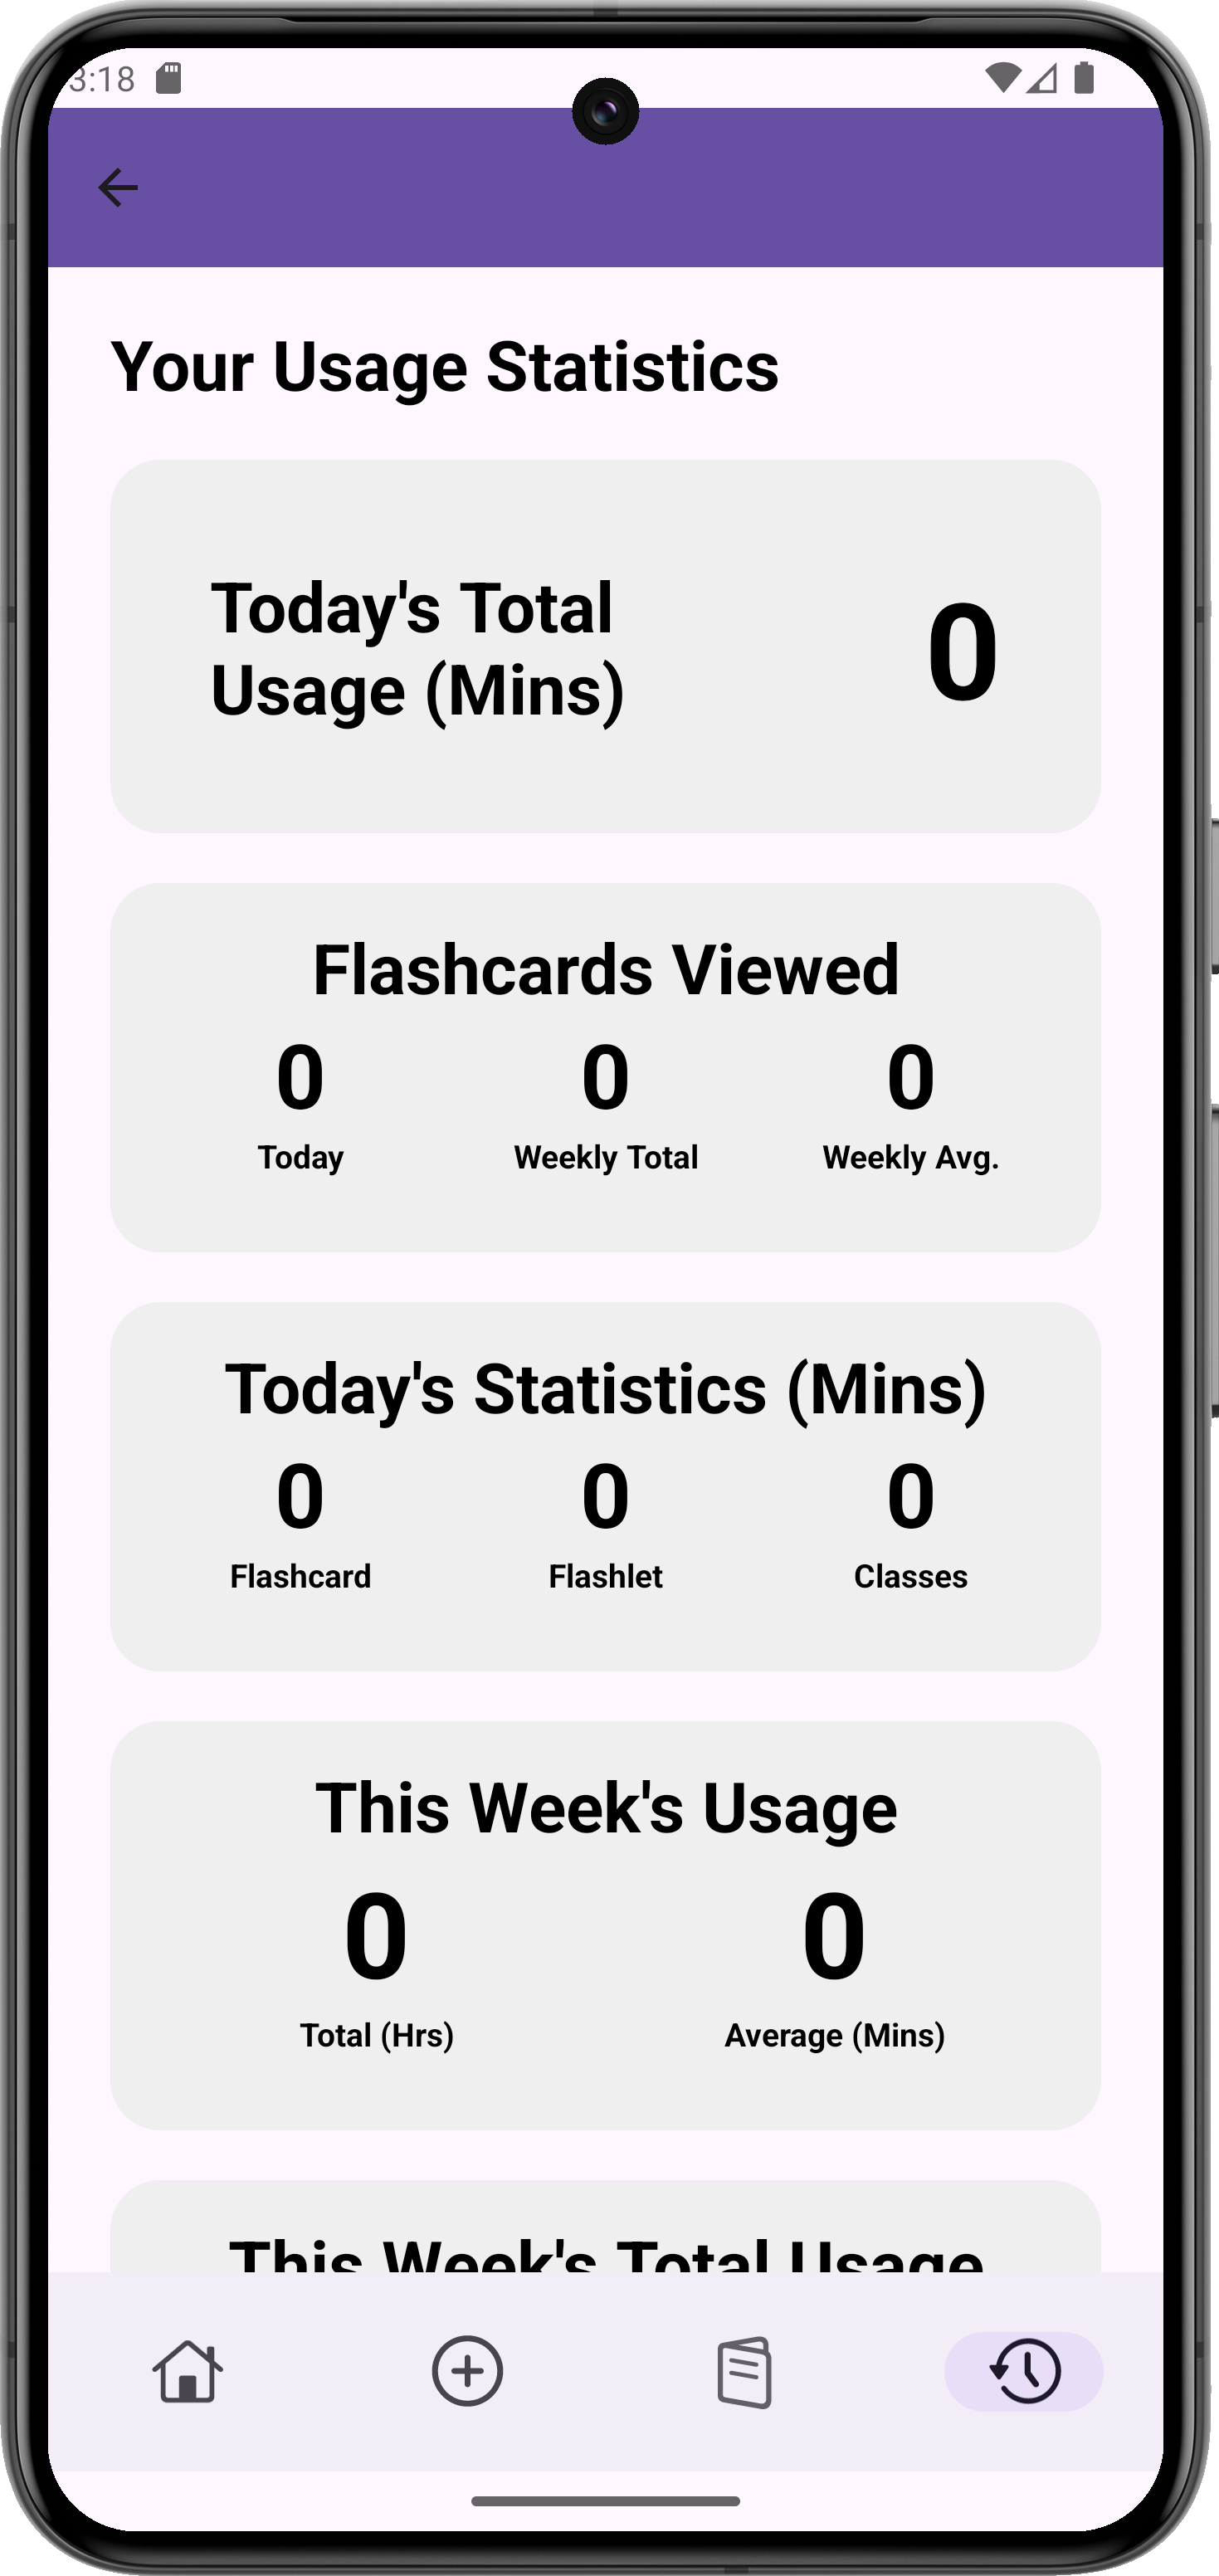 3:18
Your Usage Statistics
Today's Total
Usage (Mins)
0
Flashcards Viewed
0 0 0
Today Weekly Total Weekly Avg.
Today's Statistics (Mins)
0 0 0
Flashcard Flashlet Classes
This Week's Usage
0 0
Total (Hrs) Average (Mins)
This Week's Total Usage